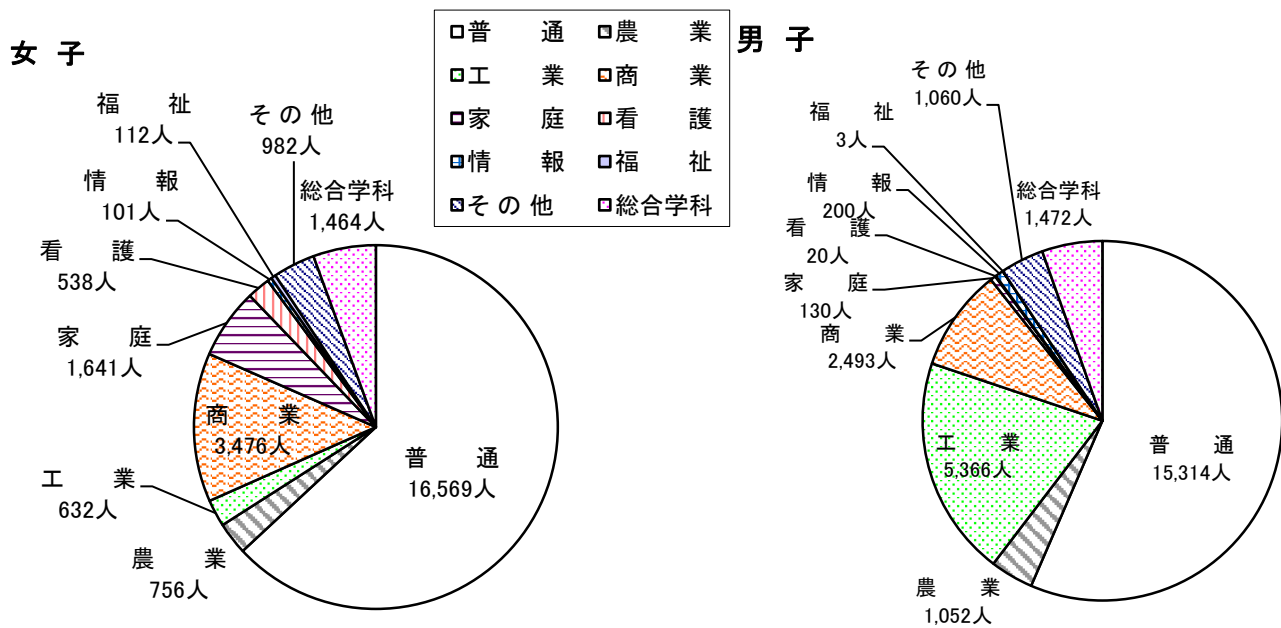 女 子
福　　祉
112人
その他
982人
情　　報
101人
総合学科
1,464人
看　　護
538人
家　　庭
1,641人
商　　業
3,476人
普　　通
16,569人
工　　業
632人
農　　業
756人
普　　通 農　　業
工　　業 商　　業
家　　庭 看　　護
情　　報 福　　祉
その他 総合学科
男 子
その他
1,060人
福　　祉
3人
情　　報
200人
総合学科
1,472人
看　　護
20人
家　　庭
130人
商　　業
2,493人
工　　業
5,366人
普　　通
15,314人
農　　業
1,052人